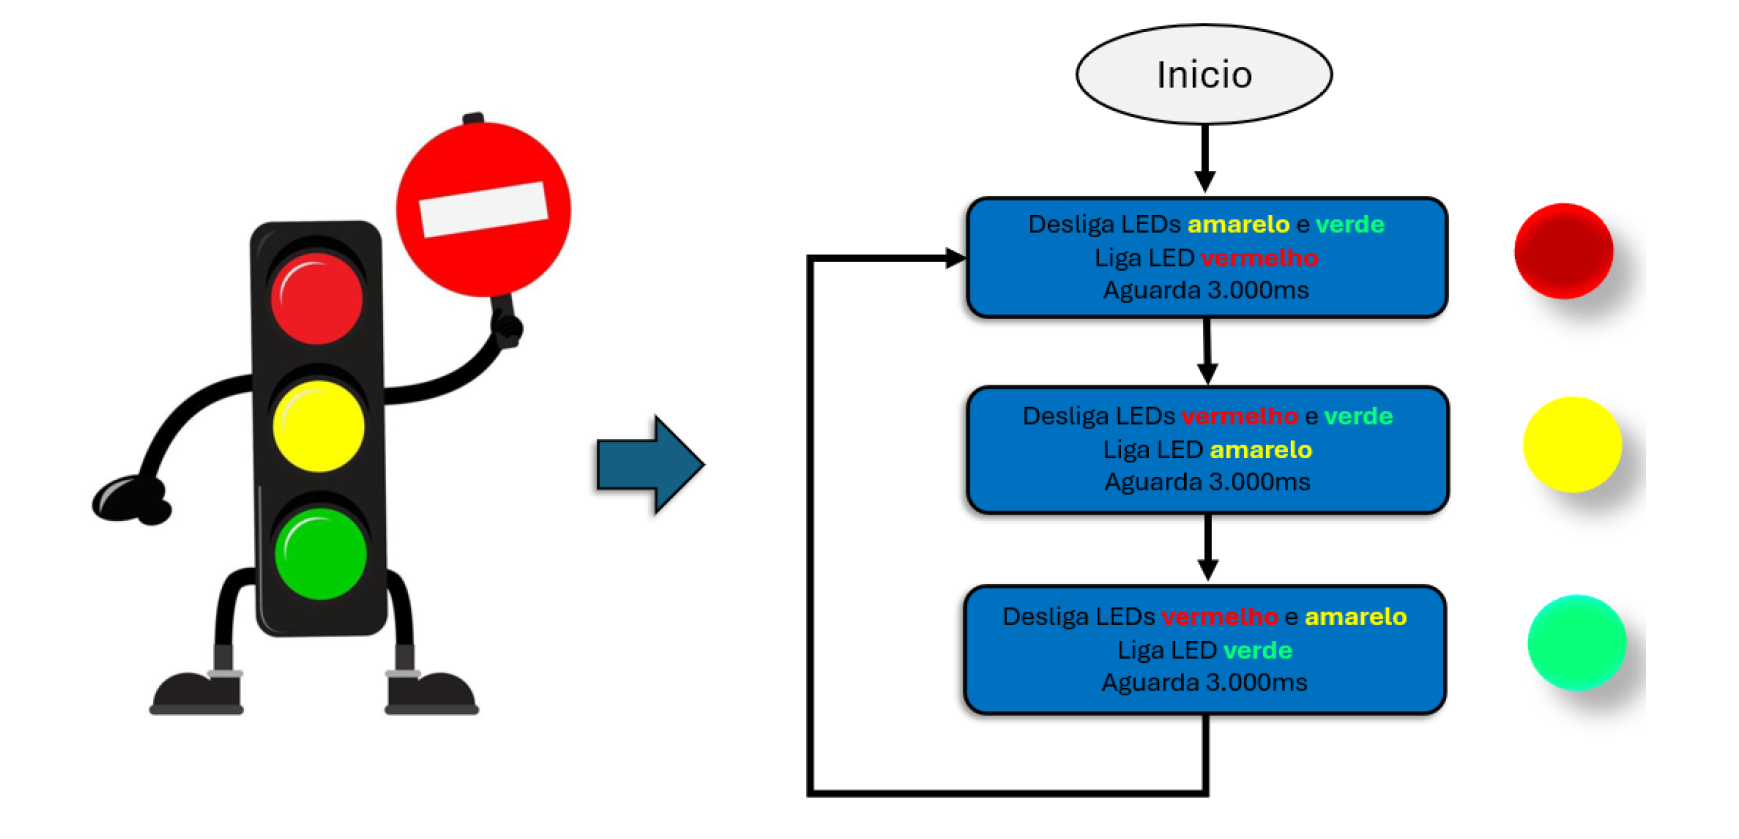 Inicio
Desliga LEDs amarelo e verde
Liga LED vermelho
Aguarda 3.000ms
Desliga LEDs vermelho e verde
Liga LED amarelo
Aguarda 3.000ms
Desliga LEDs vermelho e amarelo
Liga LED verde
Aguarda 3.000ms